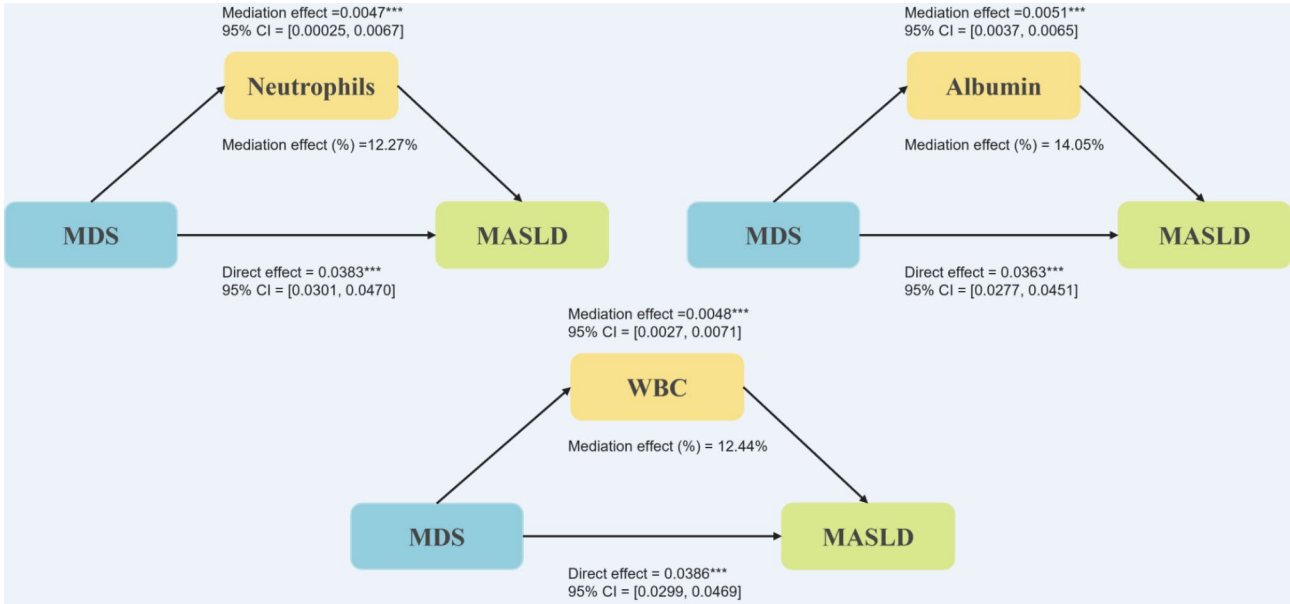 Mediation effect =0.0047***
95% CI = [0.00025, 0.0067]
Neutrophils
Mediation effect (%) =12.27%
MDS
MASLD
Direct effect = 0.0383***
95% CI = [0.0301, 0.0470]
Mediation effect =0.0051***
95% CI = [0.0037, 0.0065]
Albumin
Mediation effect (%) = 14.05%
MDS
MASLD
Direct effect = 0.0363***
95% CI = [0.0277, 0.0451]
Mediation effect =0.0048***
95% CI = [0.0027, 0.0071]
WBC
Mediation effect (%) = 12.44%
MDS
MASLD
Direct effect = 0.0386***
95% CI = [0.0299, 0.0469]